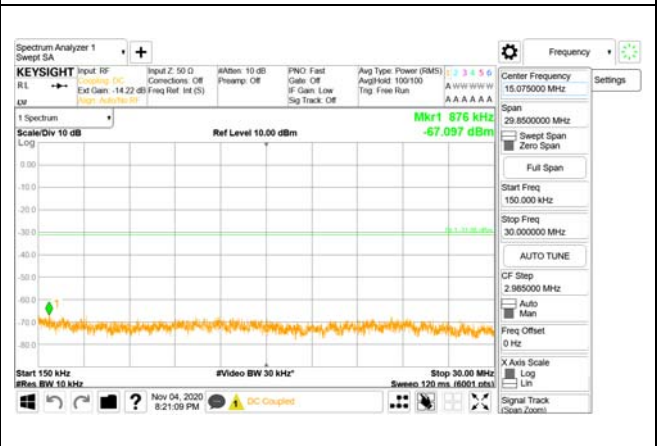 Spectrum Analyzer 1
Swept SA
+
Frequency
KEYSIGHT
RL
Input: RF
Coupling: DC
Ext Gain: -14.22 dB
Align: Auto/No RF
Input Z: 50 Ω
Corrections: Off
Freq Ref: Int (S)
#Atten: 10 dB
Preamp: Off
PNO: Fast
Gate: Off
IF Gain: Low
Sig Track: Off
Avg Type: Power (RMS)
Avg|Hold: 100/100
Trig: Free Run
1 2 3 4 5 6
A W W W W W
A A A A A A
1 Spectrum
Scale/Div 10 dB
Ref Level 10.00 dBm
Mkr1 876 kHz
-67.097 dBm
Log
0.00
-10.0
-20.0
-30.0
-40.0
-50.0
-60.0
-70.0
-80.0
1
Start 150 kHz
#Res BW 10 kHz
#Video BW 30 kHz*
Stop 30.00 MHz
Sweep 120 ms (6001 pts)
Nov 04, 2020
8:21:09 PM
DC Coupled
Settings
Center Frequency
15.075000 MHz
Span
29.8500000 MHz
Swept Span
Zero Span
Full Span
Start Freq
150.000 kHz
Stop Freq
30.000000 MHz
AUTO TUNE
CF Step
2.985000 MHz
Auto
Man
Freq Offset
0 Hz
X Axis Scale
Log
Lin
Signal Track
(Span Zoom)